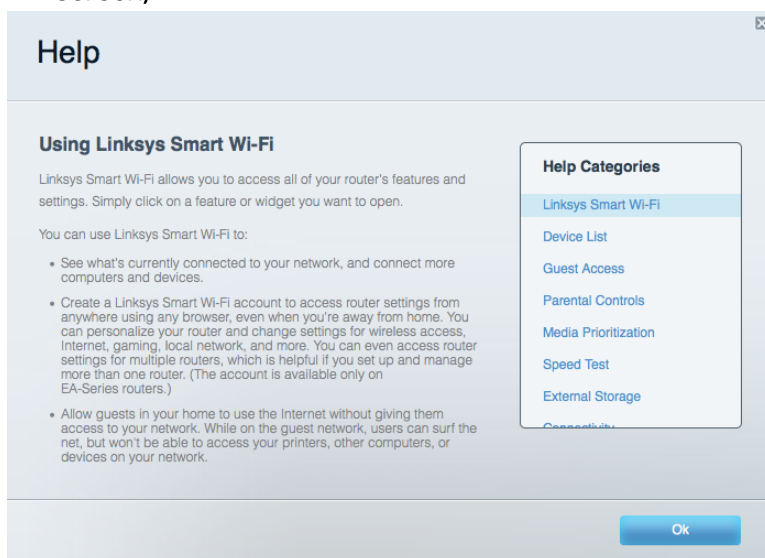 Help
Using Linksys Smart Wi-Fi
Linksys Smart Wi-Fi allows you to access all of your router's features and
settings. Simply click on a feature or widget you want to open.
You can use Linksys Smart Wi-Fi to:
• See what's currently connected to your network, and connect more
computers and devices.
• Create a Linksys Smart Wi-Fi account to access router settings from
anywhere using any browser, even when you're away from home. You
can personalize your router and change settings for wireless access,
Internet, gaming, local network, and more. You can even access router
settings for multiple routers, which is helpful if you set up and manage
more than one router. (The account is available only on
EA-Series routers.)
• Allow guests in your home to use the Internet without giving them
access to your network. While on the guest network, users can surf the
net, but won't be able to access your printers, other computers, or
devices on your network.
Help Categories
Linksys Smart Wi-Fi
Device List
Guest Access
Parental Controls
Media Prioritization
Speed Test
External Storage
Connectivity
Ok